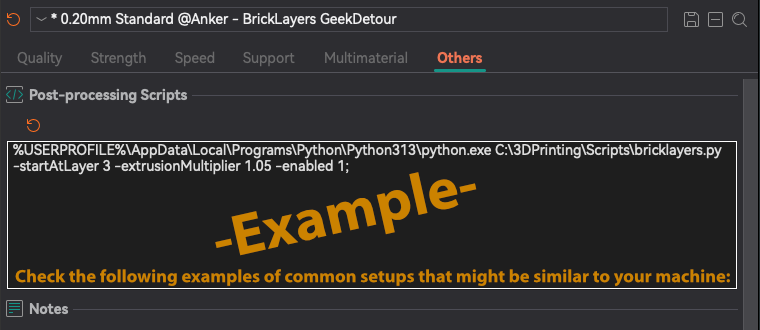 * 0.20mm Standard @Anker - BrickLayers GeekDetour
Quality Strength Speed Support Multimaterial Others
Post-processing Scripts
%USERPROFILE%\AppData\Local\Programs\Python\Python313\python.exe C:\3DPrinting\Scripts\bricklayers.py
-startAtLayer 3 -extrusionMultiplier 1.05 -enabled 1;
-Example-
Check the following examples of common setups that might be similar to your machine:
Notes